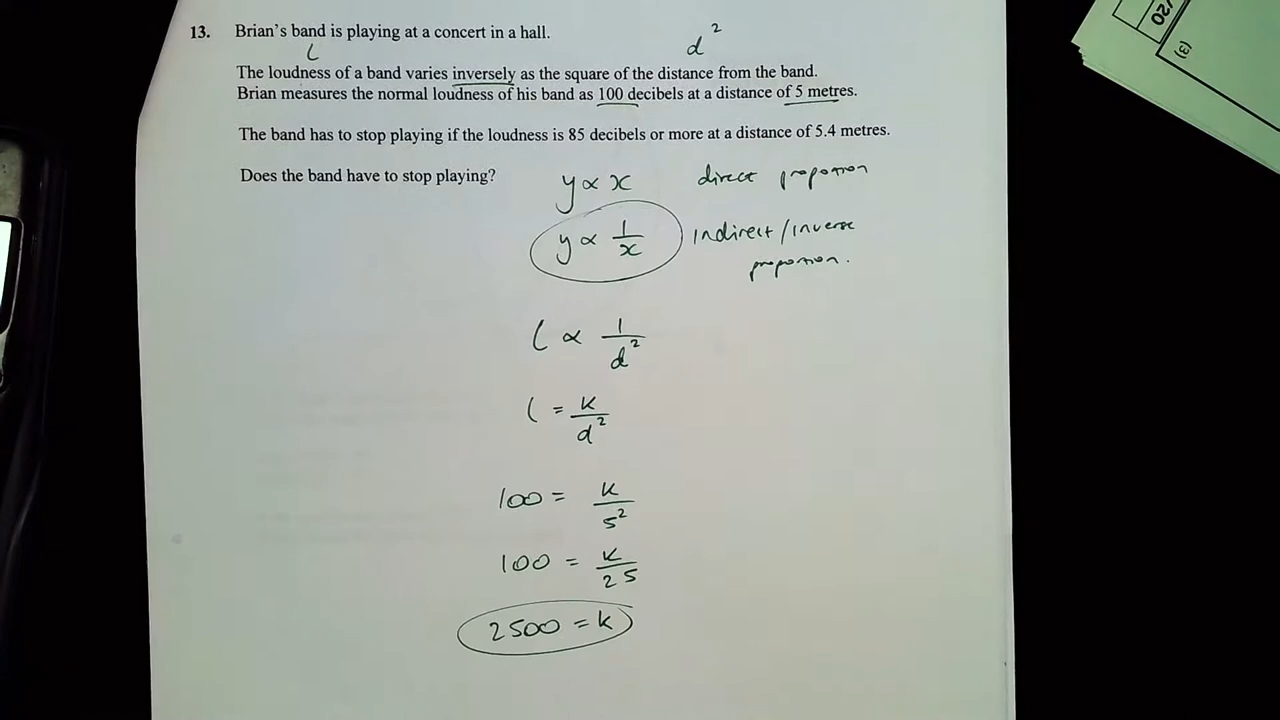 13. Brian's band is playing at a concert in a hall.
l
d²
The loudness of a band varies inversely as the square of the distance from the band.
Brian measures the normal loudness of his band as 100 decibels at a distance of 5 metres.
The band has to stop playing if the loudness is 85 decibels or more at a distance of 5.4 metres.
Does the band have to stop playing?
y ∝ x direct proportion
y ∝ 1/x indirect/inverse
proportion.
l ∝ 1/d²
l = k/d²
100 = k/5²
100 = k/25
2500 = k
/20
(3)